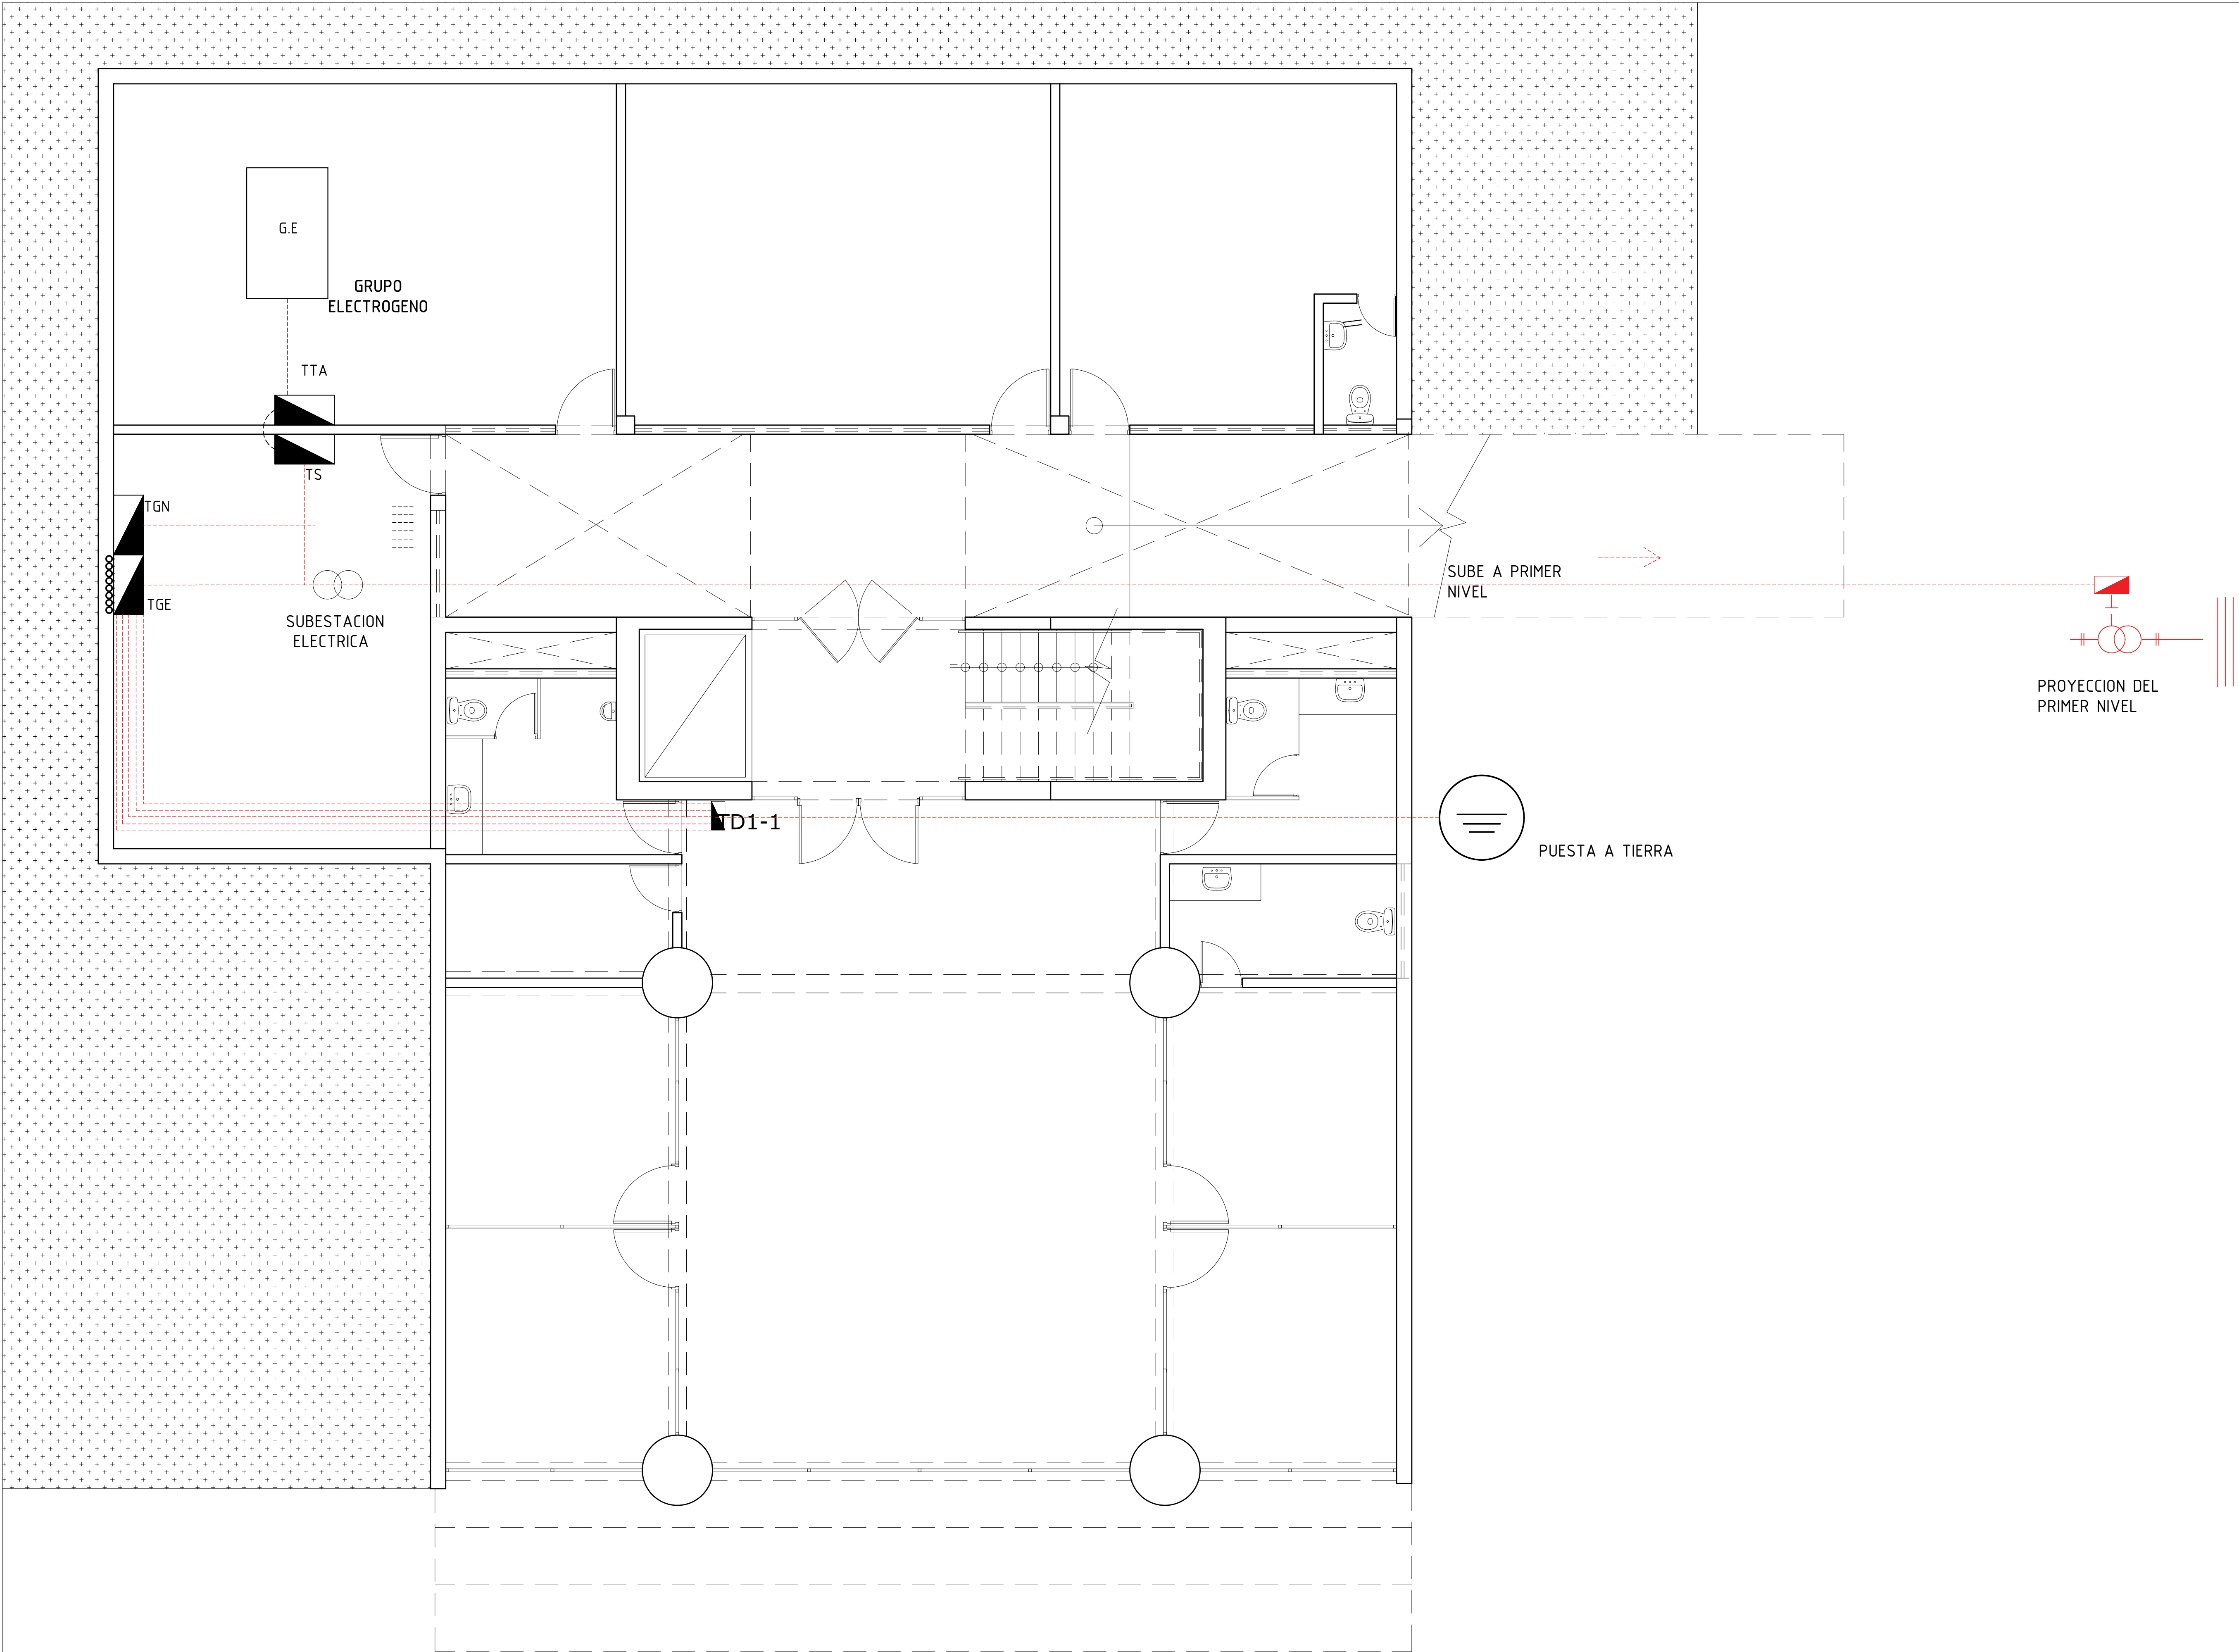 G.E
GRUPO
ELECTROGENO
TTA
TS
TGN
TGE
SUBESTACION
ELECTRICA
SUBE A PRIMER
NIVEL
PROYECCION DEL
PRIMER NIVEL
TD1-1
PUESTA A TIERRA